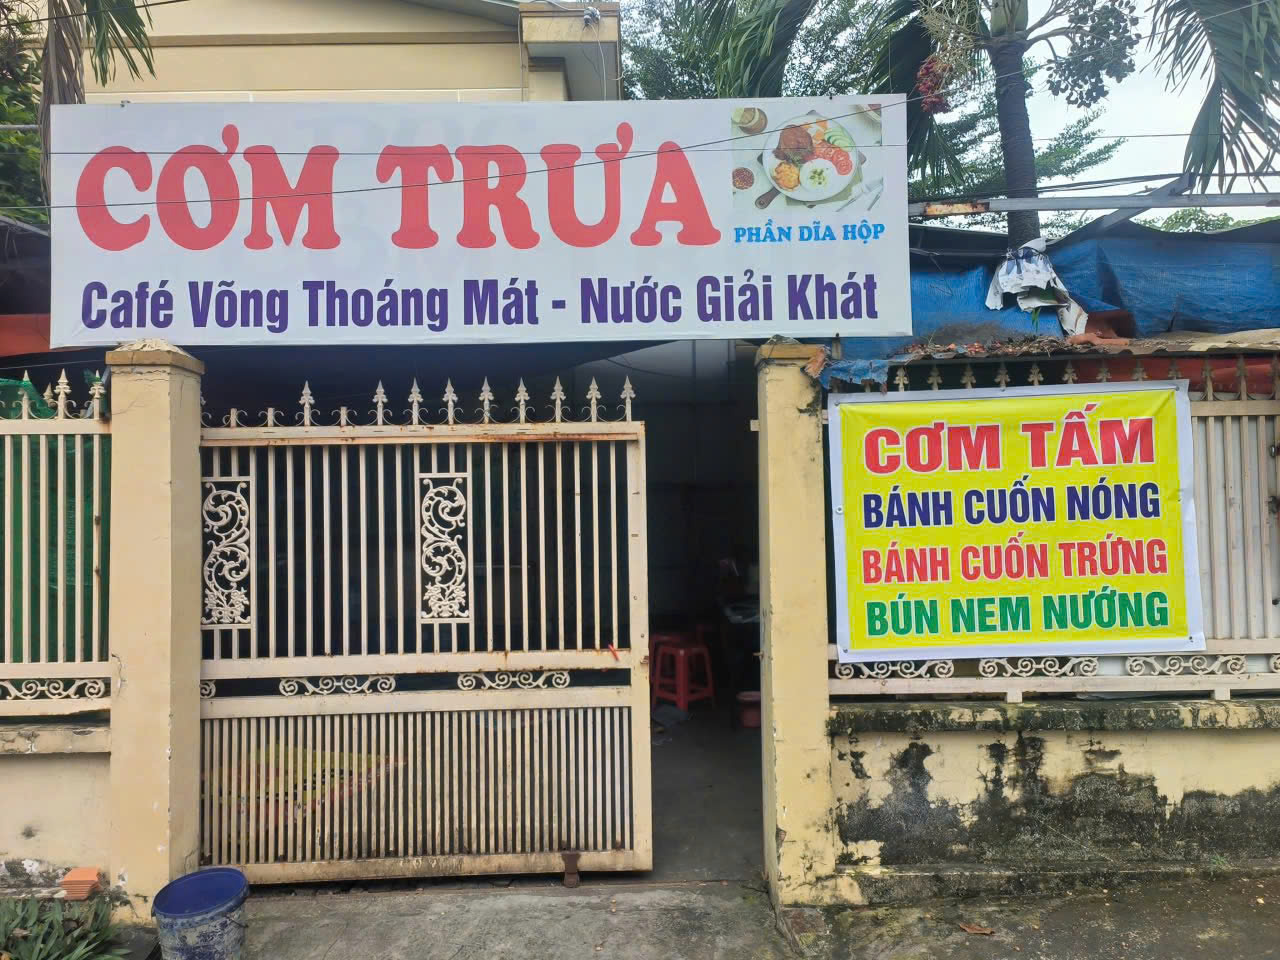 CƠM TRƯA
PHẦN DĨA HỘP
Café Võng Thoáng Mát - Nước Giải Khát
CƠM TẤM
BÁNH CUỐN NÓNG
BÁNH CUỐN TRỨNG
BÚN NEM NƯỚNG